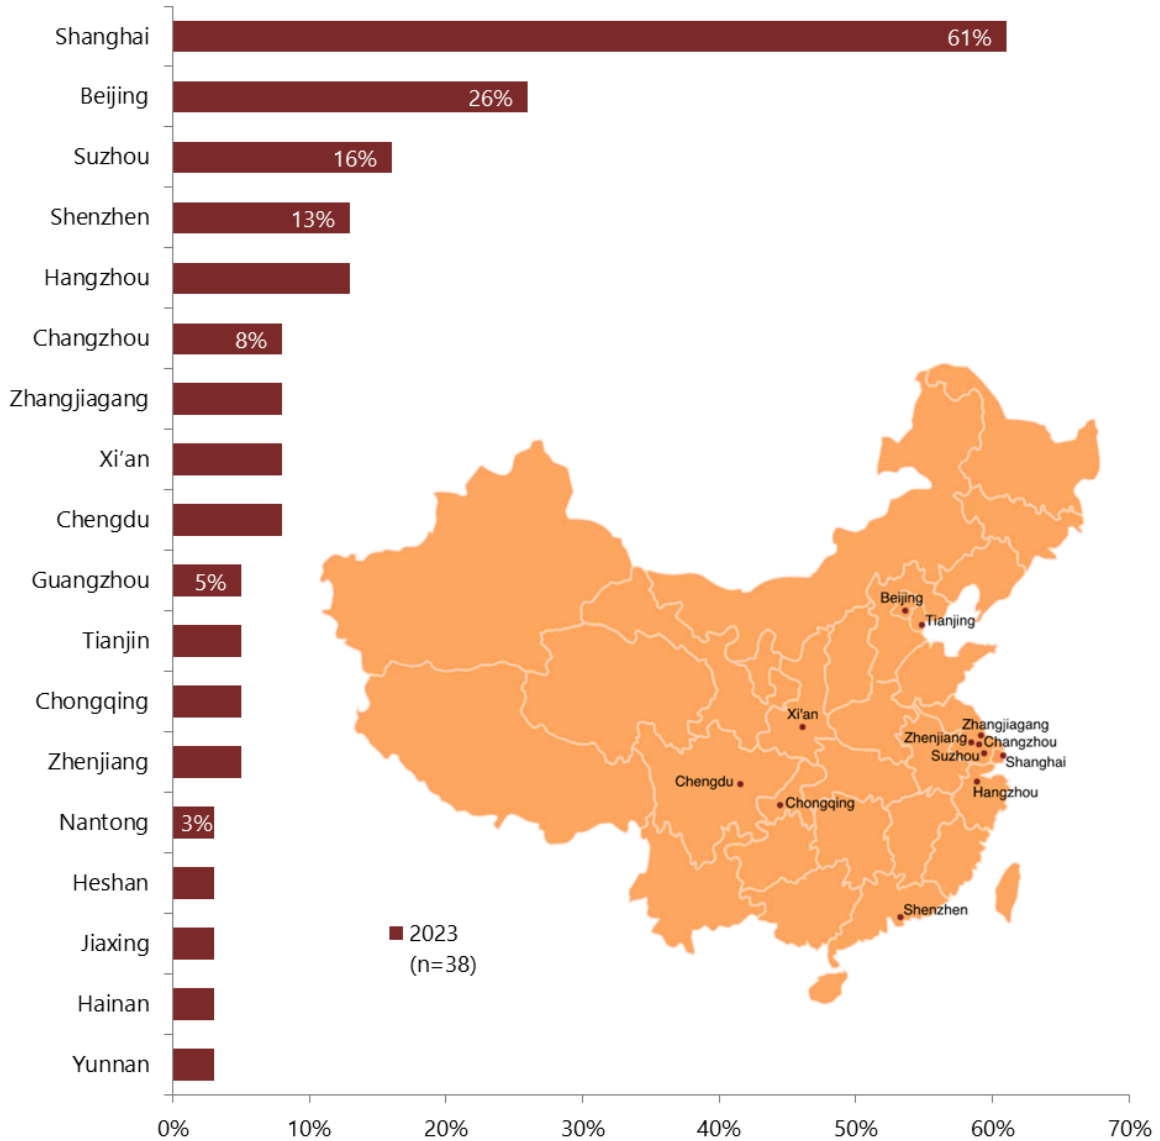 Shanghai
61%
Beijing
26%
Suzhou
16%
Shenzhen
13%
Hangzhou
Changzhou
8%
Zhangjiagang
Xi'an
Chengdu
Guangzhou
5%
Tianjin
Chongqing
Zhenjiang
Nantong
3%
Heshan
Jiaxing
Hainan
Yunnan
Beijing
Tianjing
Xi'an
Zhangjiagang
Zhenjiang
Changzhou
Suzhou
Shanghai
Chengdu
Hangzhou
Chongqing
Shenzhen
2023
(n=38)
0%
10%
20%
30%
40%
50%
60%
70%